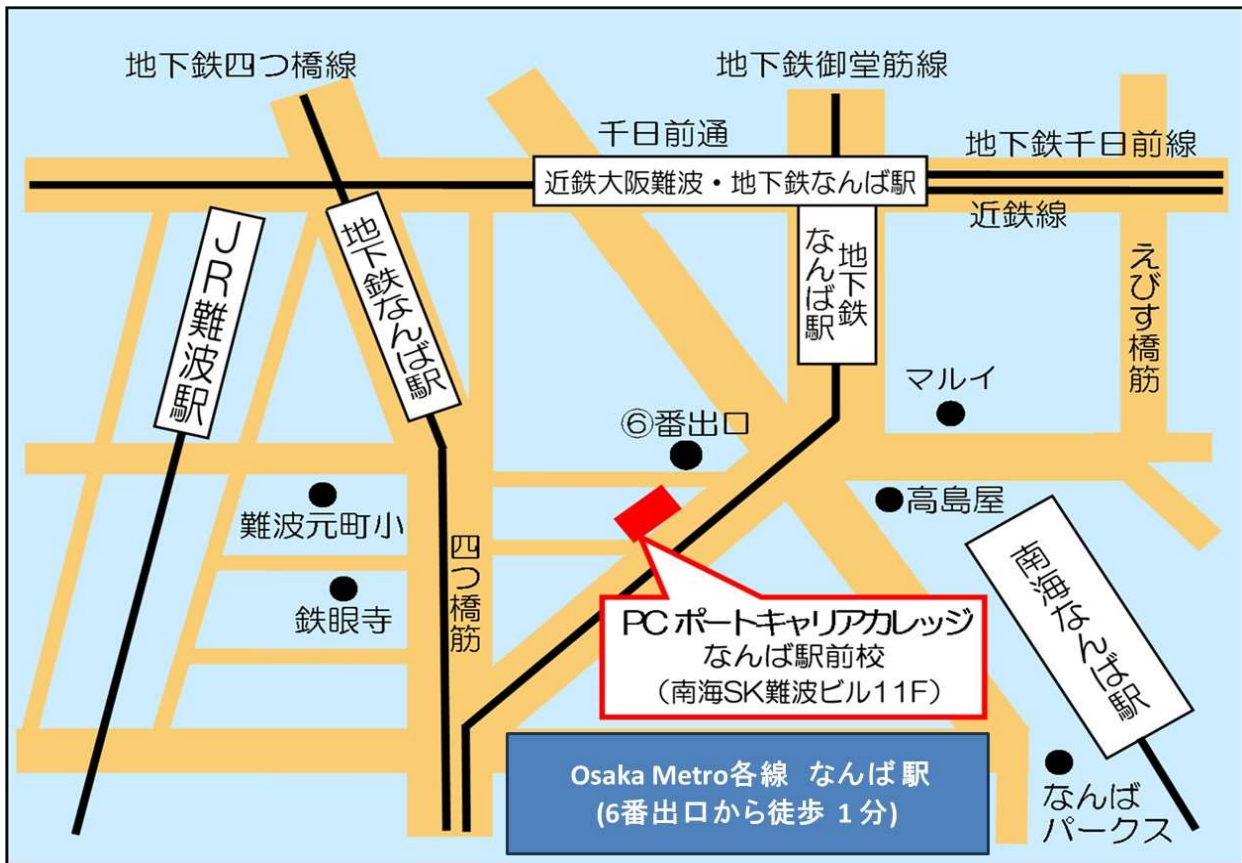 地下鉄四つ橋線
地下鉄御堂筋線
千日前通
地下鉄千日前線
近鉄大阪難波・地下鉄なんば駅
近鉄線
JR難波駅
地下鉄なんば駅
地下鉄
なんば駅
えびす橋筋
マルイ
⑥番出口
高島屋
難波元町小
鉄眼寺
四つ橋筋
南海なんば駅
PCポートキャリアカレッジ
なんば駅前校
(南海SK難波ビル11F)
Osaka Metro各線 なんば駅
(6番出口から徒歩 1分)
なんば
パークス